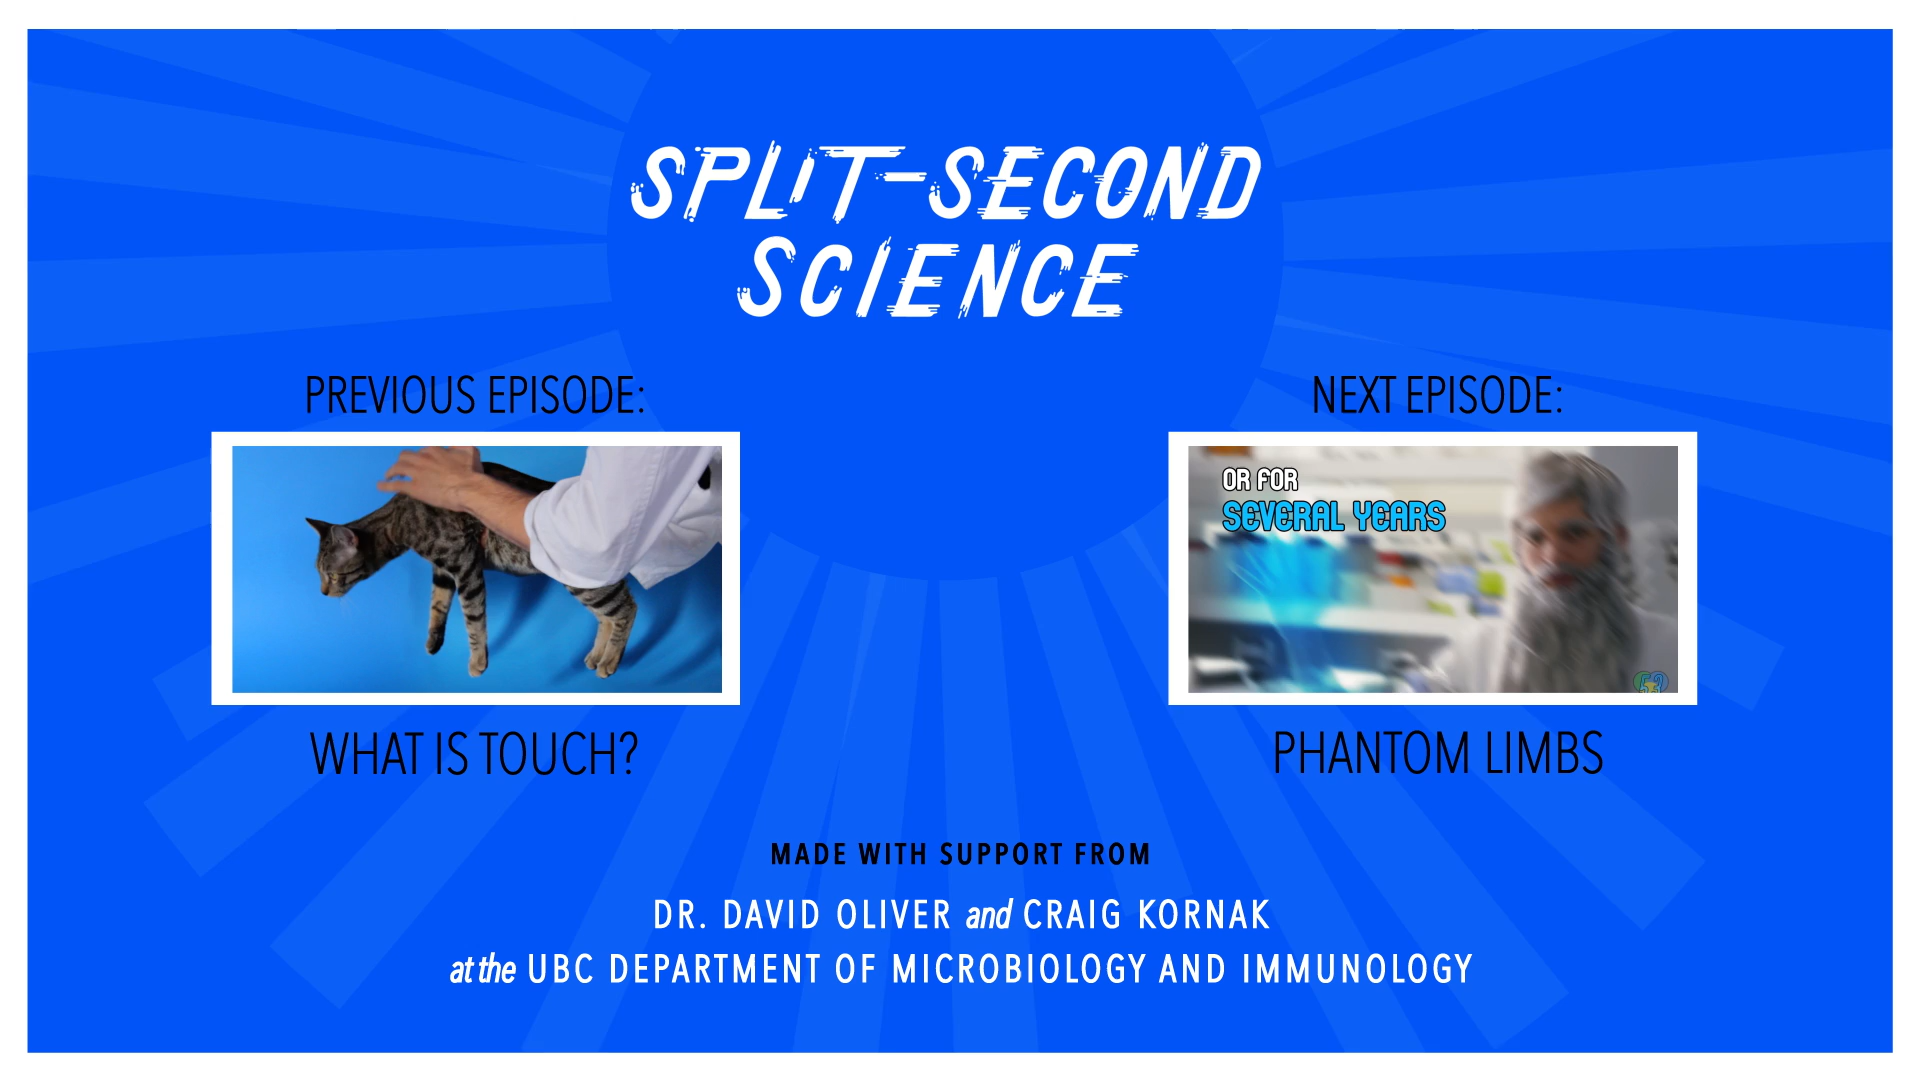 SPLIT-SECOND
SCIENCE
PREVIOUS EPISODE:
WHAT IS TOUCH?
NEXT EPISODE:
OR FOR
SEVERAL YEARS
PHANTOM LIMBS
MADE WITH SUPPORT FROM
DR. DAVID OLIVER and CRAIG KORNAK
at the UBC DEPARTMENT OF MICROBIOLOGY AND IMMUNOLOGY